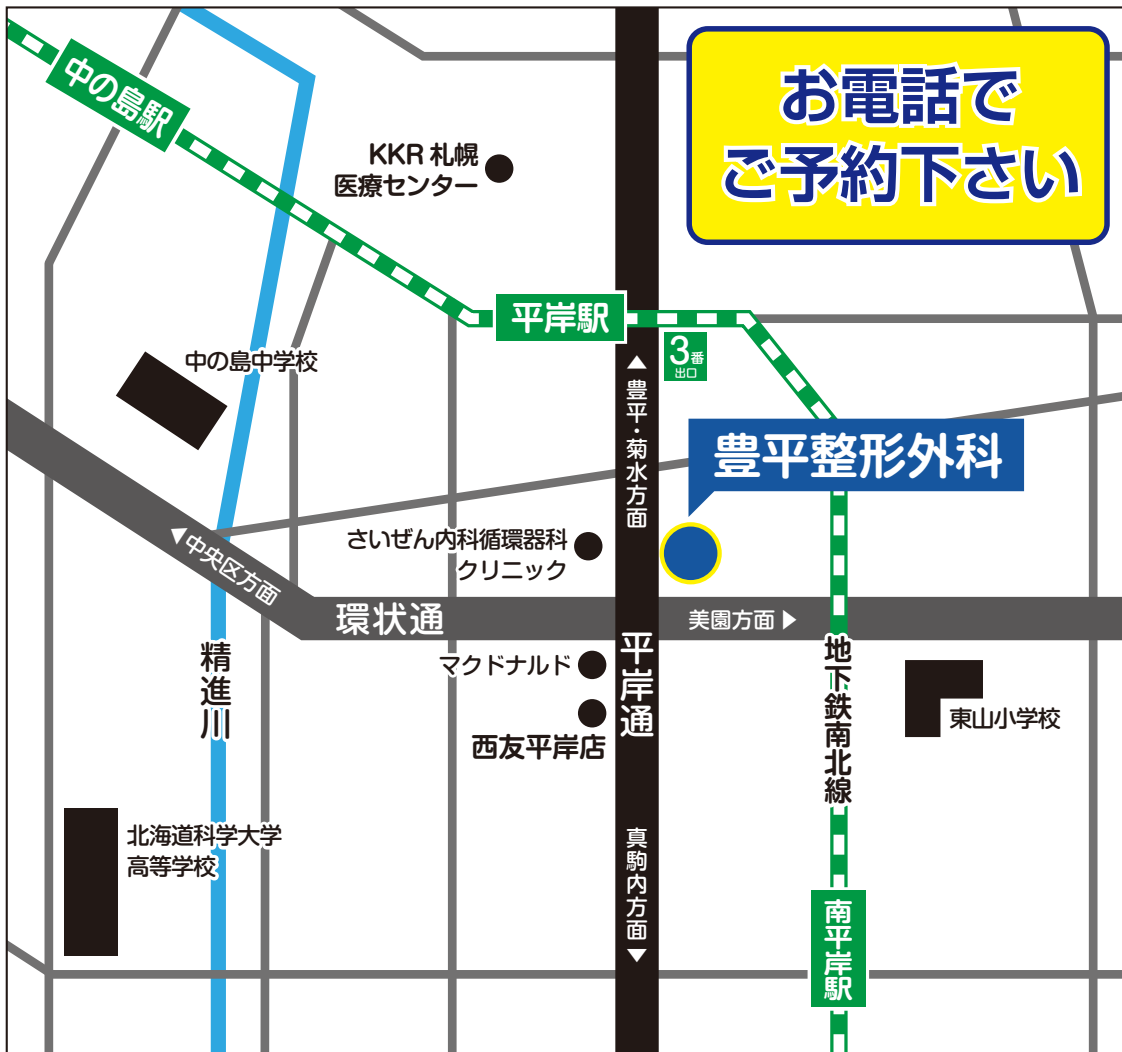 お電話で
ご予約下さい
中の島駅
KKR 札幌
医療センター
平岸駅
3番
出口
中の島中学校
▲豊平・菊水方面
豊平整形外科
さいぜん内科循環器科
クリニック
◀中央区方面
環状通
美園方面▶
精進川
マクドナルド
平岸通
地下鉄南北線
西友平岸店
東山小学校
北海道科学大学
高等学校
真駒内方面▼
南平岸駅